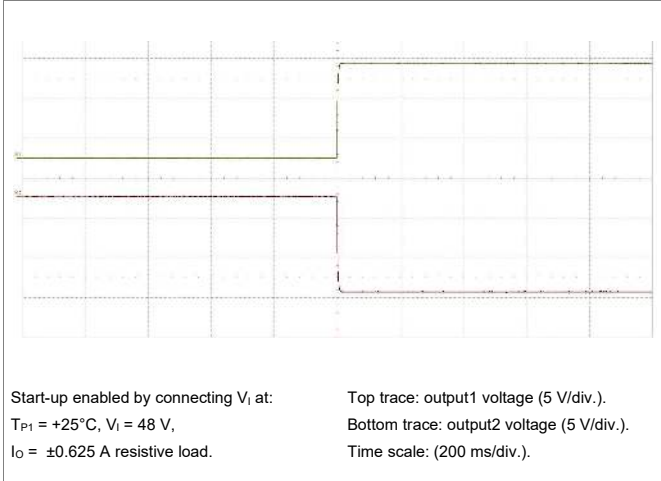 Start-up enabled by connecting VI at:
TP1 = +25°C, VI = 48 V,
IO = ±0.625 A resistive load.
Top trace: output1 voltage (5 V/div.).
Bottom trace: output2 voltage (5 V/div.).
Time scale: (200 ms/div.).